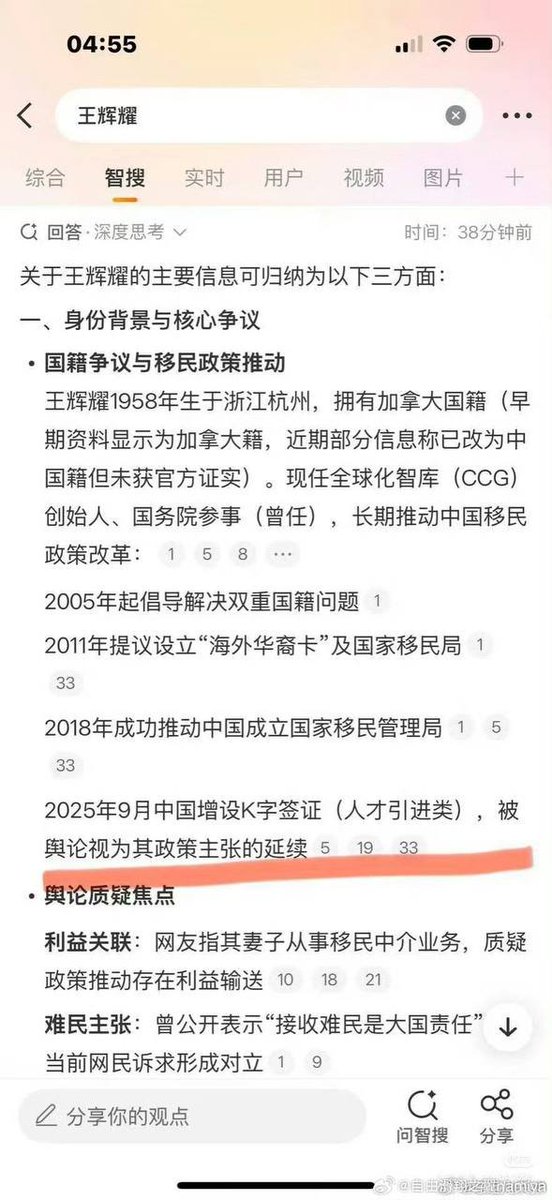 04:55
王辉耀
综合 智搜 实时 用户 视频 图片
回答·深度思考 时间：38分钟前
关于王辉耀的主要信息可归纳为以下三方面：
一、身份背景与核心争议
• 国籍争议与移民政策推动
王辉耀1958年生于浙江杭州，拥有加拿大国籍（早
期资料显示为加拿大籍，近期部分信息称已改为中
国籍但未获官方证实）。现任全球化智库（CCG）
创始人、国务院参事（曾任），长期推动中国移民
政策改革： 1 5 8 ···
2005年起倡导解决双重国籍问题 1
2011年提议设立“海外华裔卡”及国家移民局 1
33
2018年成功推动中国成立国家移民管理局 1 5
33
2025年9月中国增设K字签证（人才引进类），被
舆论视为其政策主张的延续 5 19 33
• 舆论质疑焦点
利益关联：网友指其妻子从事移民中介业务，质疑
政策推动存在利益输送 10 18 21
难民主张：曾公开表示“接收难民是大国责任”
当前网民诉求形成对立 1 9
分享你的观点
问智搜
分享